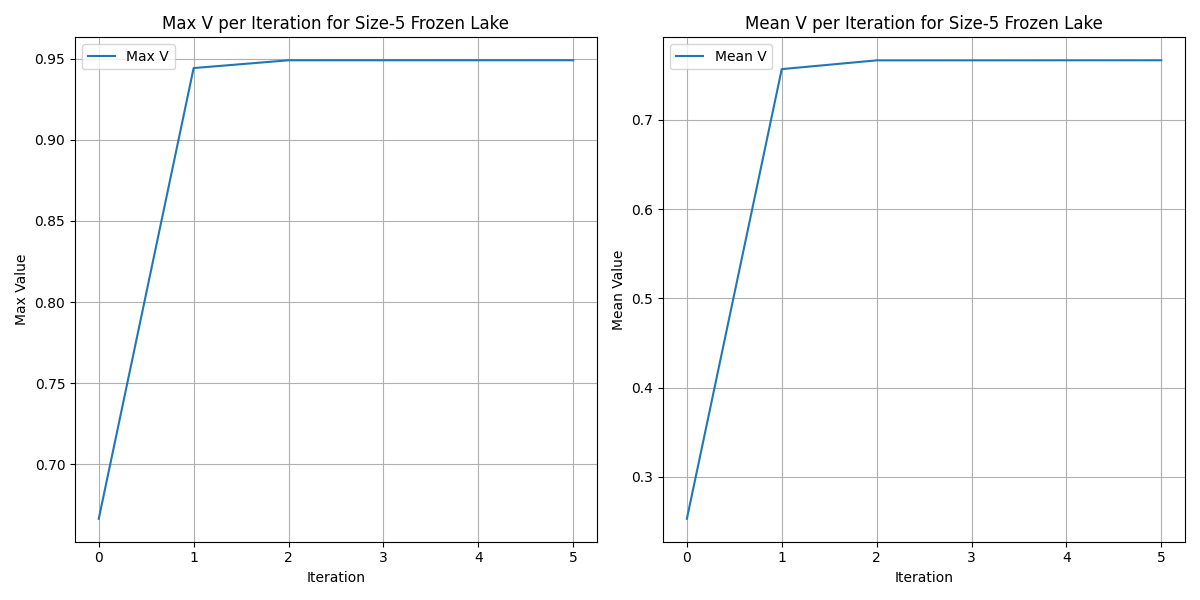 Max V per Iteration for Size-5 Frozen Lake
Max V
0.95
0.90
0.85
0.80
0.75
0.70
Max Value
0 1 2 3 4 5
Iteration
Mean V per Iteration for Size-5 Frozen Lake
Mean V
0.7
0.6
0.5
0.4
0.3
Mean Value
0 1 2 3 4 5
Iteration